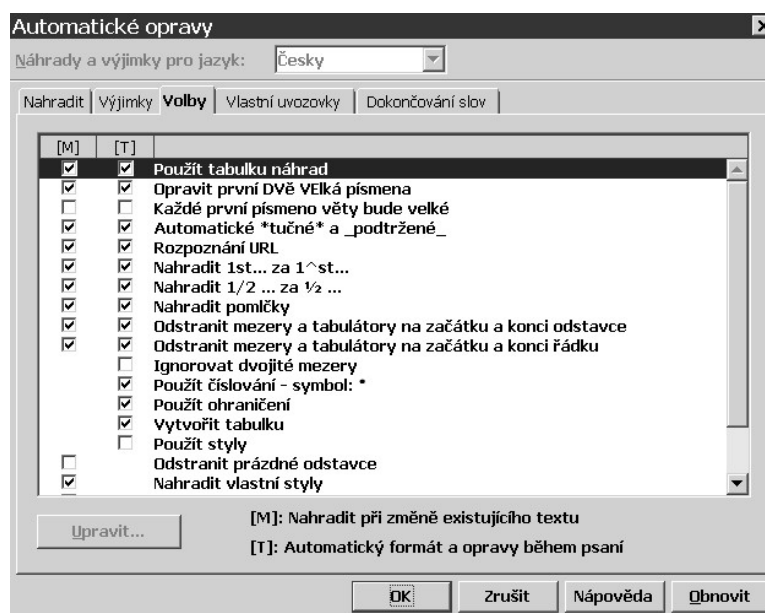 Automatické opravy
Náhrady a výjimky pro jazyk: Česky
Nahradit Výjimky Volby Vlastní uvozovky Dokončování slov
[M] [T]
Použít tabulku náhrad
Opravit první DVě VElká písmena
Každé první písmeno věty bude velké
Automatické *tučné* a _podtržené_
Rozpoznání URL
Nahradit 1st... za 1^st...
Nahradit 1/2 ... za ½ ...
Nahradit pomlčky
Odstranit mezery a tabulátory na začátku a konci odstavce
Odstranit mezery a tabulátory na začátku a konci řádku
Ignorovat dvojité mezery
Použít číslování - symbol: •
Použít ohraničení
Vytvořit tabulku
Použít styly
Odstranit prázdné odstavce
Nahradit vlastní styly
Upravit... [M]: Nahradit při změně existujícího textu
[T]: Automatický formát a opravy během psaní
OK Zrušit Nápověda Obnovit